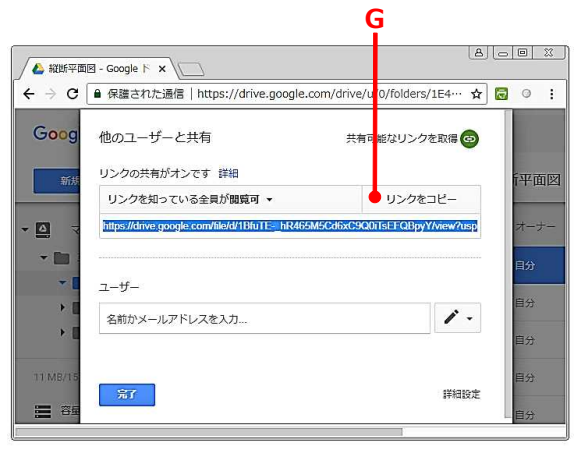 G
縦断平面図 - Google ド
保護された通信 | https://drive.google.com/drive/u/0/folders/1E4…
Goog
他のユーザーと共有
共有可能なリンクを取得
リンクの共有がオンです 詳細
新規
断平面図
リンクを知っている全員が閲覧可
リンクをコピー
https://drive.google.com/file/d/1BfuTE-_hR465M5Cd6xC9Q0iTsEFQBpyY/view?usp
オーナー
自分
ユーザー
自分
名前かメールアドレスを入力...
自分
11 MB/15
自分
完了
詳細設定
容量
自分